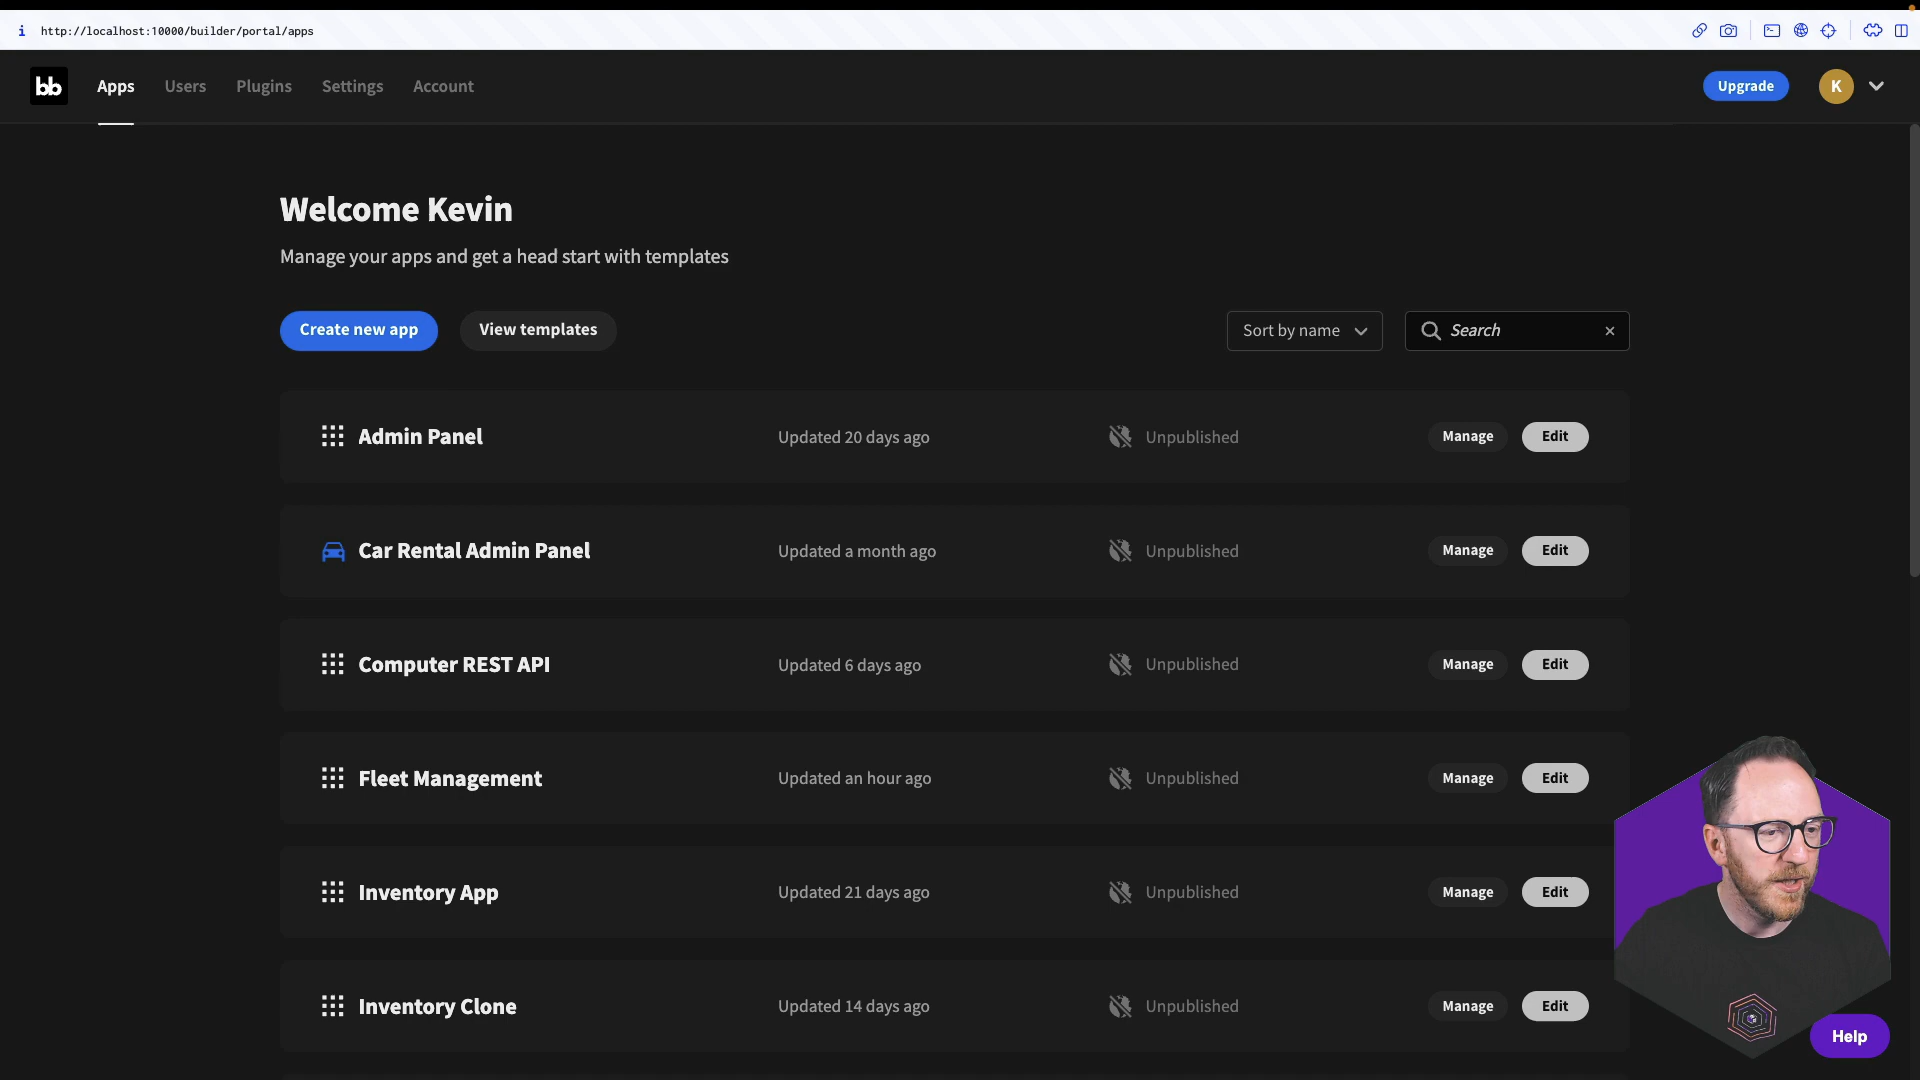 i http://localhost:10000/builder/portal/apps
bb Apps Users Plugins Settings Account Upgrade K
Welcome Kevin
Manage your apps and get a head start with templates
Create new app View templates Sort by name Search
Admin Panel Updated 20 days ago Unpublished Manage Edit
Car Rental Admin Panel Updated a month ago Unpublished Manage Edit
Computer REST API Updated 6 days ago Unpublished Manage Edit
Fleet Management Updated an hour ago Unpublished Manage Edit
Inventory App Updated 21 days ago Unpublished Manage Edit
Inventory Clone Updated 14 days ago Unpublished Manage Edit
Help